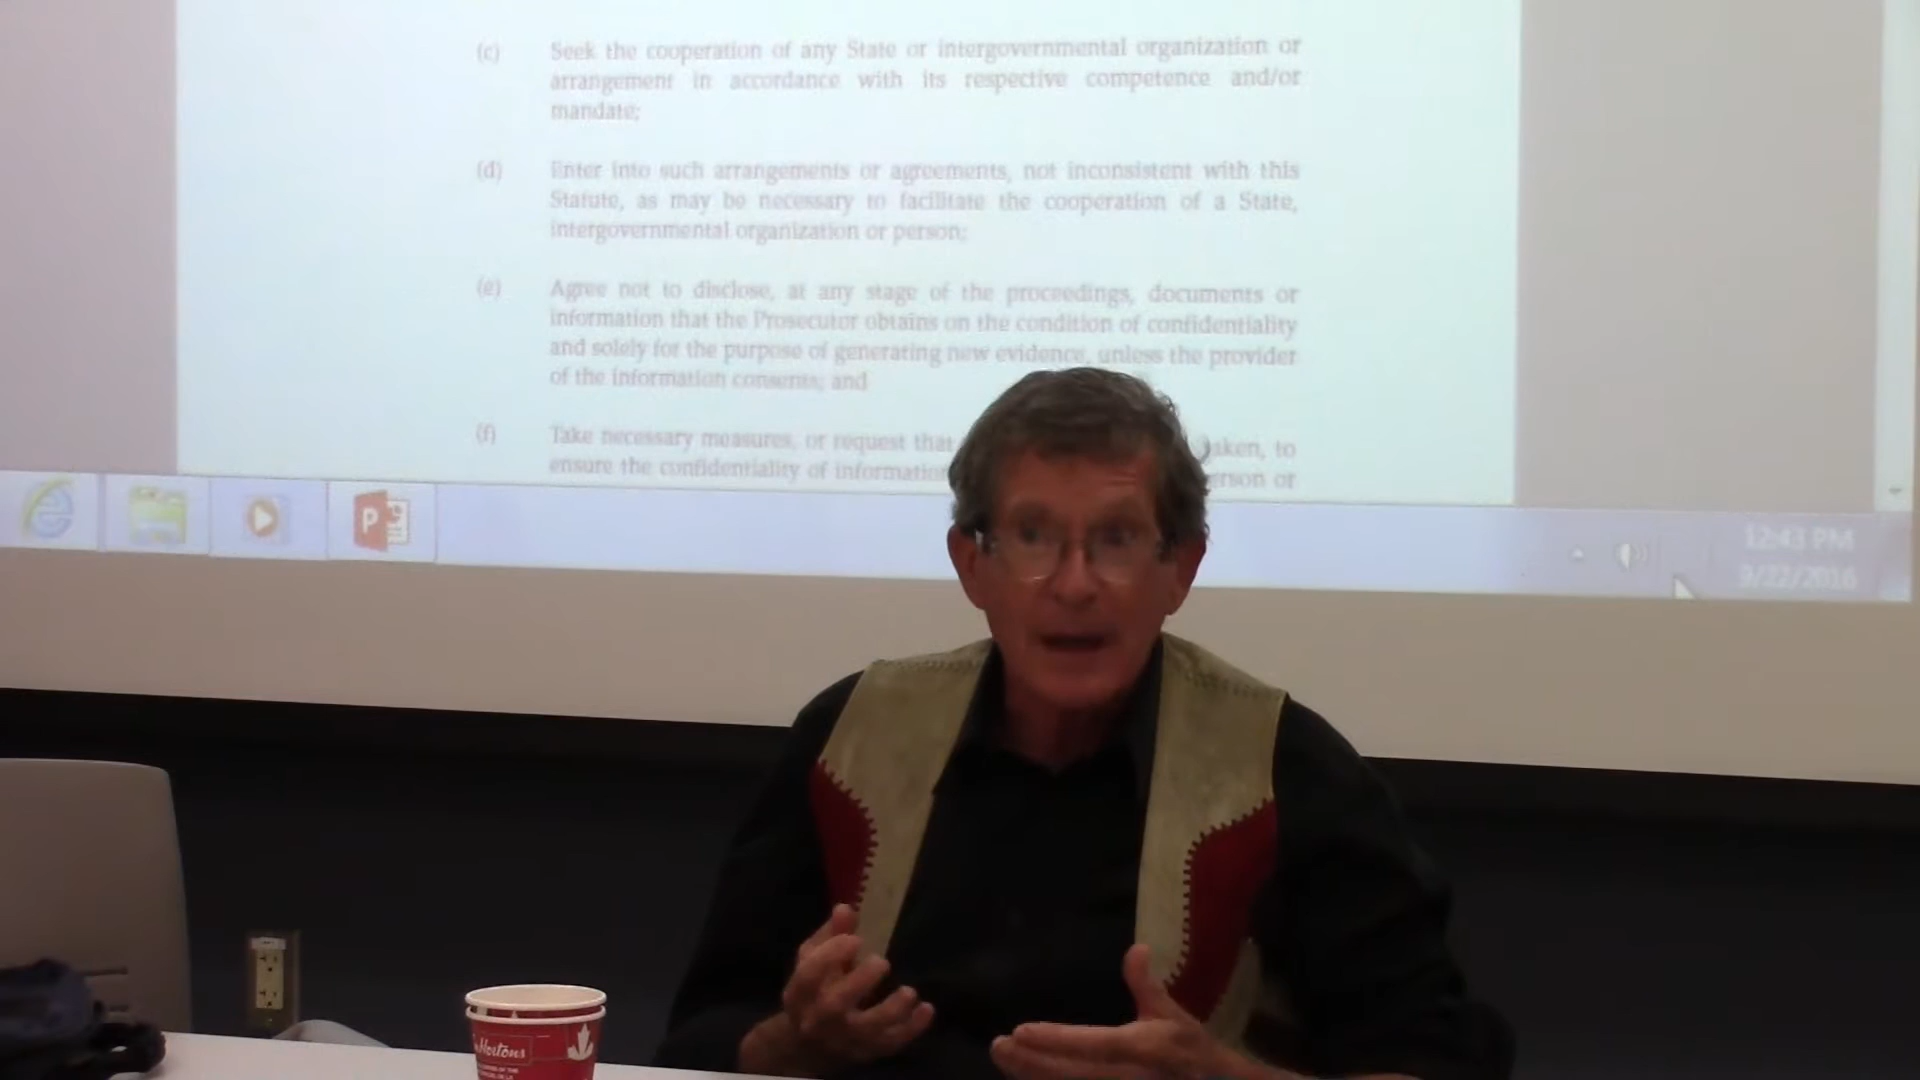 (c) Seek the cooperation of any State or intergovernmental organization or
arrangement in accordance with its respective competence and/or
mandate;
(d) Enter into such arrangements or agreements, not inconsistent with this
Statute, as may be necessary to facilitate the cooperation of a State,
intergovernmental organization or person;
(e) Agree not to disclose, at any stage of the proceedings, documents or
information that the Prosecutor obtains on the condition of confidentiality
and solely for the purpose of generating new evidence, unless the provider
of the information consents; and
(f) Take necessary measures, or request that aken, to
ensure the confidentiality of information erson or
P
12:43 PM
9/22/2016
Hortons